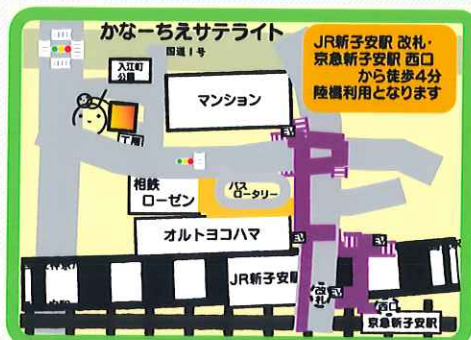 かなーちえサテライト
国道1号
JR新子安駅 改札・
京急新子安駅 西口
から徒歩4分
陸橋利用となります
入江町
公園
マンション
工房
相鉄
ローゼン
バス
ロータリー
オルトヨコハマ
JR新子安駅
改札
西口
京急新子安駅